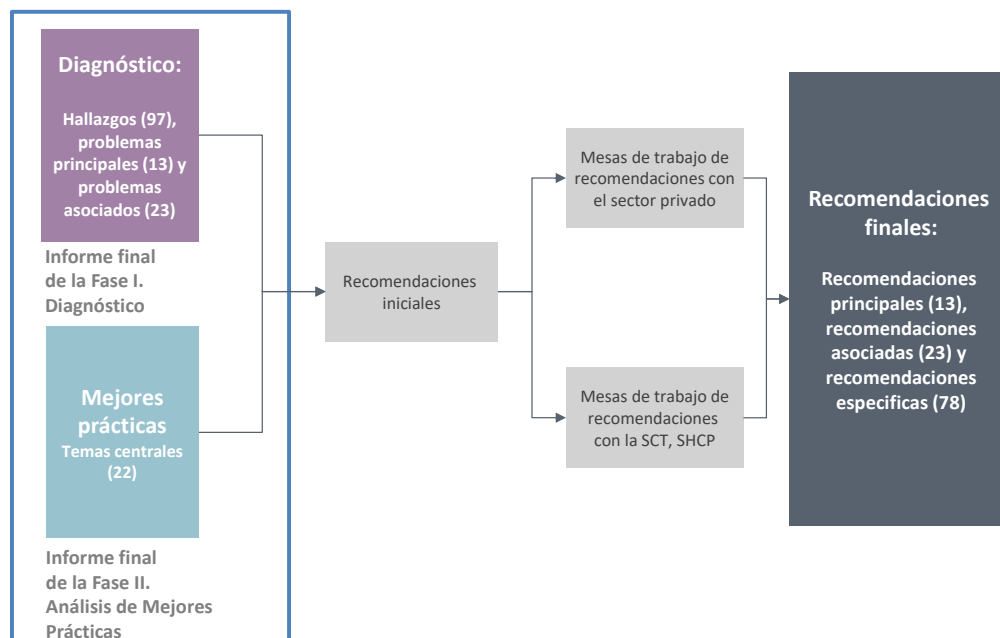 Diagnóstico:
Hallazgos (97),
problemas
principales (13) y
problemas
asociados (23)
Informe final
de la Fase I.
Diagnóstico
Mejores
prácticas
Temas centrales
(22)
Informe final
de la Fase II.
Análisis de Mejores
Prácticas
Recomendaciones
iniciales
Mesas de trabajo de
recomendaciones con
el sector privado
Mesas de trabajo de
recomendaciones
con la SCT, SHCP
Recomendaciones
finales:
Recomendaciones
principales (13),
recomendaciones
asociadas (23) y
recomendaciones
especificas (78)